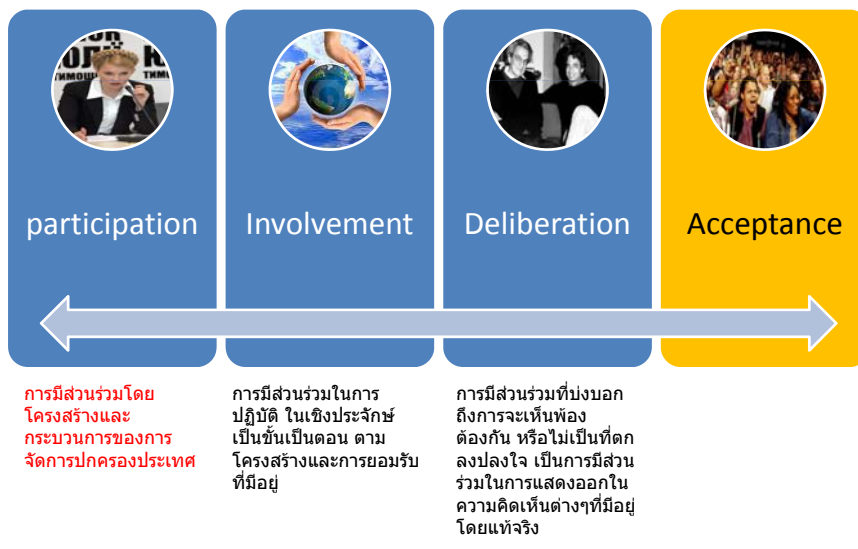 participation
Involvement
Deliberation
Acceptance
การมีส่วนร่วมโดย
โครงสร้างและ
กระบวนการของการ
จัดการปกครองประเทศ
การมีส่วนร่วมในการ
ปฏิบัติ ในเชิงประจักษ์
เป็นขั้นเป็นตอน ตาม
โครงสร้างและการยอมรับ
ที่มีอยู่
การมีส่วนร่วมที่บ่งบอก
ถึงการจะเห็นพ้อง
ต้องกัน หรือไม่เป็นที่ตก
ลงปลงใจ เป็นการมีส่วน
ร่วมในการแสดงออกใน
ความคิดเห็นต่างๆที่มีอยู่
โดยแท้จริง